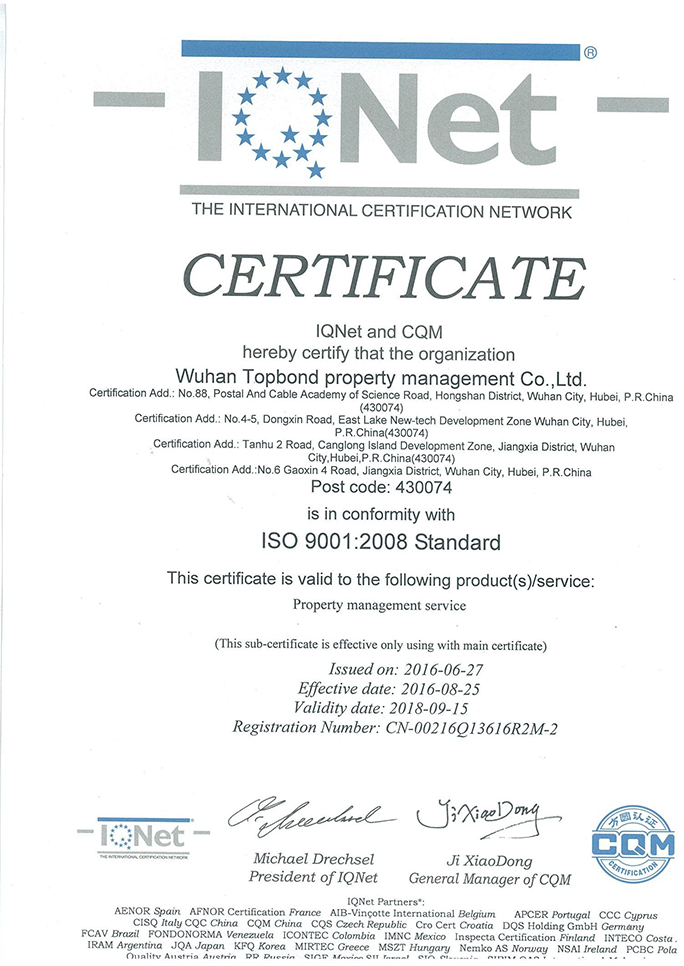 IQNet ®
THE INTERNATIONAL CERTIFICATION NETWORK
CERTIFICATE
IQNet and CQM
hereby certify that the organization
Wuhan Topbond property management Co.,Ltd.
Certification Add.: No.88, Postal And Cable Academy of Science Road, Hongshan District, Wuhan City, Hubei, P.R.China
(430074)
Certification Add.: No.4-5, Dongxin Road, East Lake New-tech Development Zone Wuhan City, Hubei,
P.R.China(430074)
Certification Add.: Tanhu 2 Road, Canglong Island Development Zone, Jiangxia District, Wuhan
City,Hubei,P.R.China(430074)
Certification Add.:No.6 Gaoxin 4 Road, Jiangxia District, Wuhan City, Hubei, P.R.China
Post code: 430074
is in conformity with
ISO 9001:2008 Standard
This certificate is valid to the following product(s)/service:
Property management service
(This sub-certificate is effective only using with main certificate)
Issued on: 2016-06-27
Effective date: 2016-08-25
Validity date: 2018-09-15
Registration Number: CN-00216Q13616R2M-2
Ji XiaoDong
IQNet
THE INTERNATIONAL CERTIFICATION NETWORK
方圆认证
CQM
CERTIFICATION
Michael Drechsel
President of IQNet
Ji XiaoDong
General Manager of CQM
IQNet Partners*:
AENOR Spain AFNOR Certification France AIB-Vinçotte International Belgium APCER Portugal CCC Cyprus
CISQ Italy CQC China CQM China CQS Czech Republic Cro Cert Croatia DQS Holding GmbH Germany
FCAV Brazil FONDONORMA Venezuela ICONTEC Colombia IMNC Mexico Inspecta Certification Finland INTECO Costa
IRAM Argentina JQA Japan KFQ Korea MIRTEC Greece MSZT Hungary Nemko AS Norway NSAI Ireland PCBC Pola
Quality Austria Austria RR Russia SIGE Mexico SII Israel SIQ Slovenia